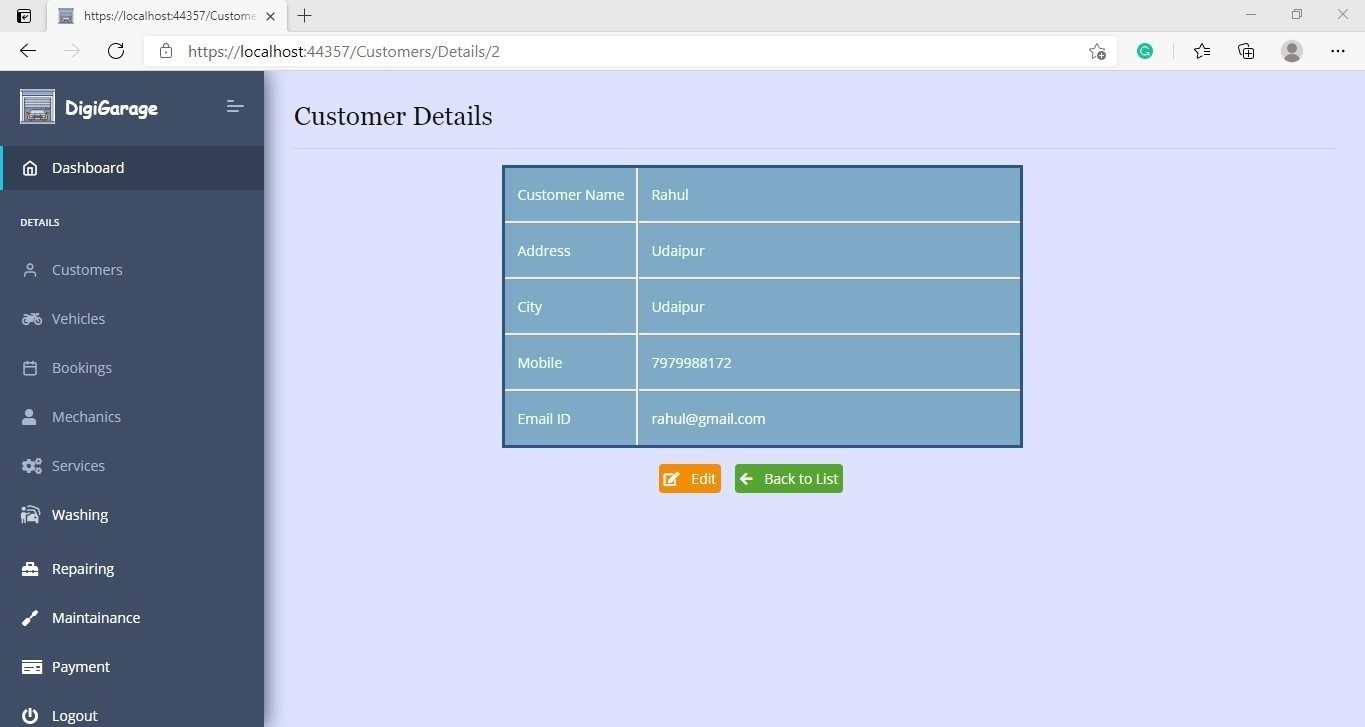 https://localhost:44357/Custome
https://localhost:44357/Customers/Details/2
DigiGarage
Dashboard
DETAILS
Customers
Vehicles
Bookings
Mechanics
Services
Washing
Repairing
Maintainance
Payment
Logout
Customer Details
Customer Name Rahul
Address Udaipur
City Udaipur
Mobile 7979988172
Email ID rahul@gmail.com
Edit Back to List